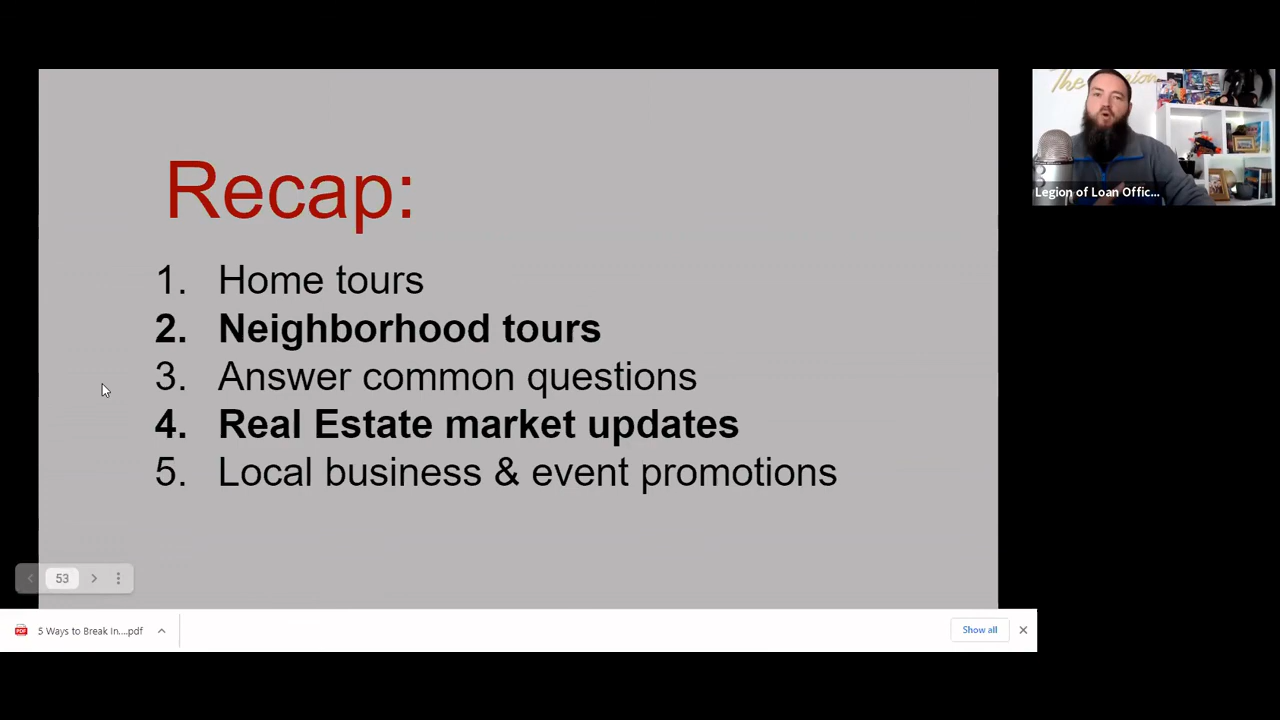 Recap:
1. Home tours
2. Neighborhood tours
3. Answer common questions
4. Real Estate market updates
5. Local business & event promotions
The
Legion of Loan Offic...
53
5 Ways to Break In....pdf
Show all